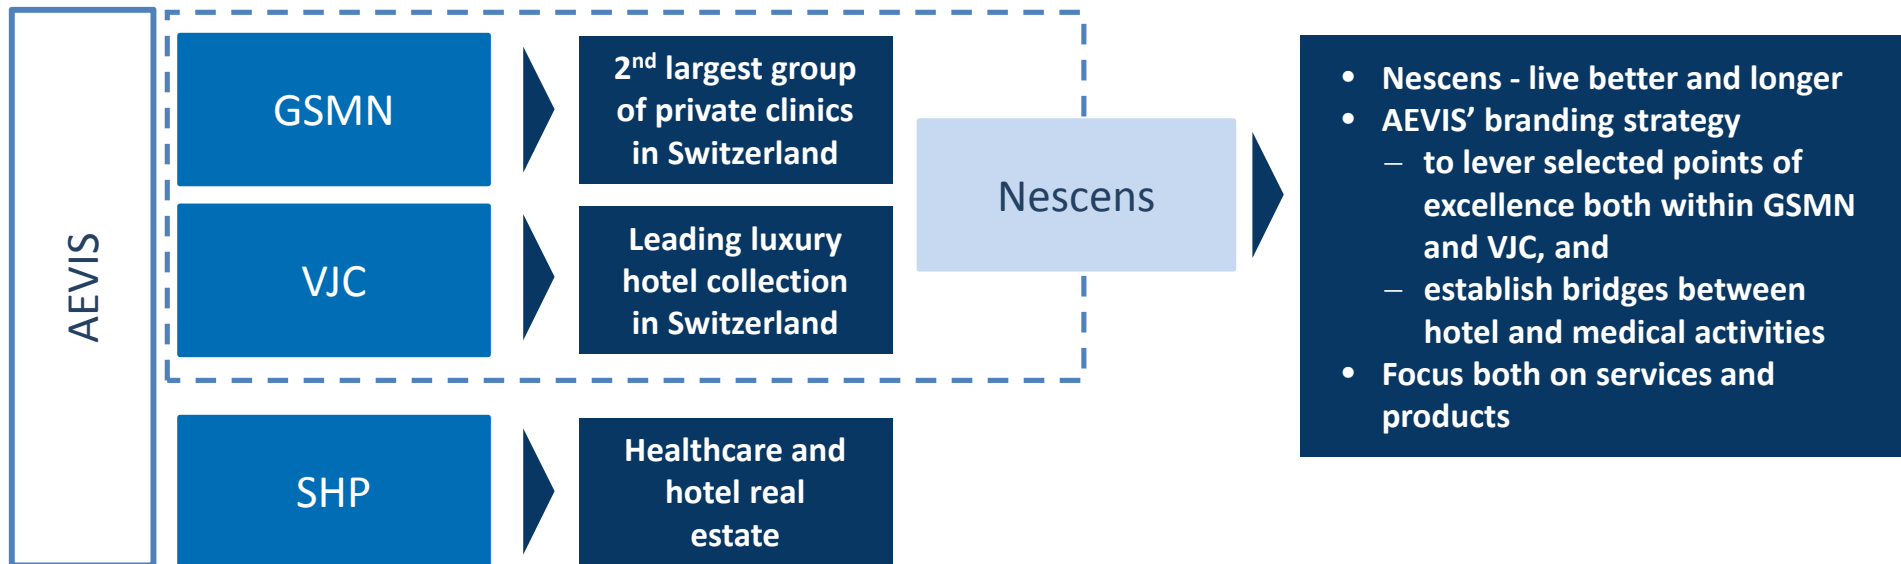 AEVIS
GSMN
2nd largest group
of private clinics
in Switzerland
VJC
Leading luxury
hotel collection
in Switzerland
SHP
Healthcare and
hotel real
estate
Nescens
• Nescens - live better and longer
• AEVIS’ branding strategy
– to lever selected points of
excellence both within GSMN
and VJC, and
– establish bridges between
hotel and medical activities
• Focus both on services and
products